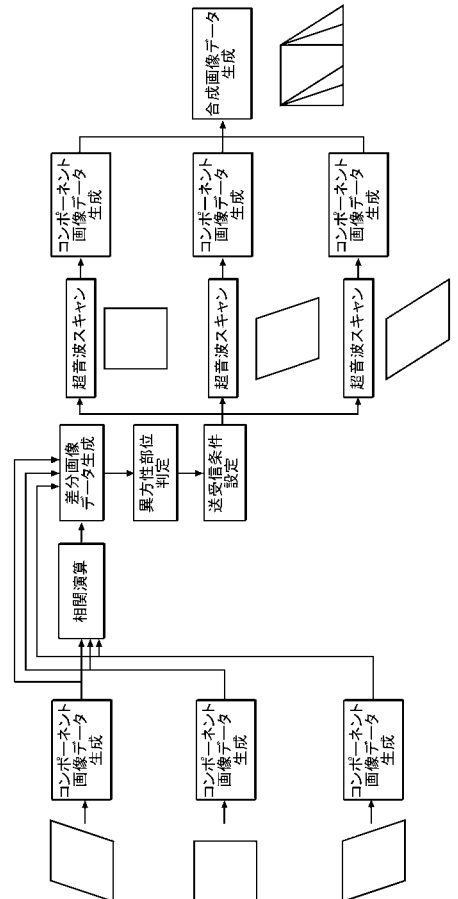 コンポーネント
画像データ
生成
コンポーネント
画像データ
生成
コンポーネント
画像データ
生成
相関演算
差分画像
データ生成
異方性部位
判定
送受信条件
設定
超音波スキャン
超音波スキャン
超音波スキャン
コンポーネント
画像データ
生成
コンポーネント
画像データ
生成
コンポーネント
画像データ
生成
合成画像データ
生成